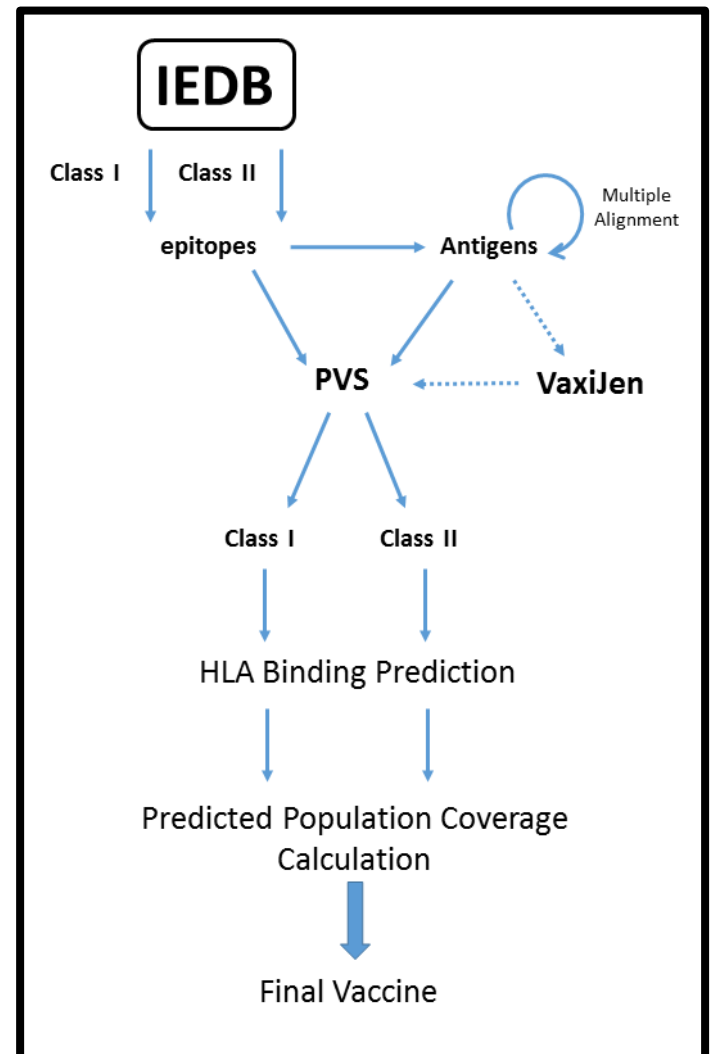 IEDB
Class I
Class II
epitopes
Antigens
Multiple
Alignment
PVS
VaxiJen
Class I
Class II
HLA Binding Prediction
Predicted Population Coverage
Calculation
Final Vaccine